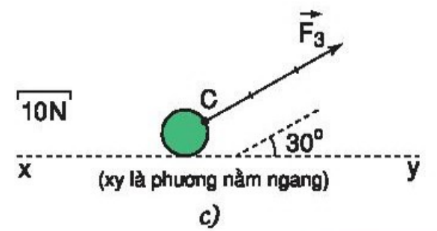 F₃
C
10N
30°
x
y
(xy là phương nằm ngang)
c)